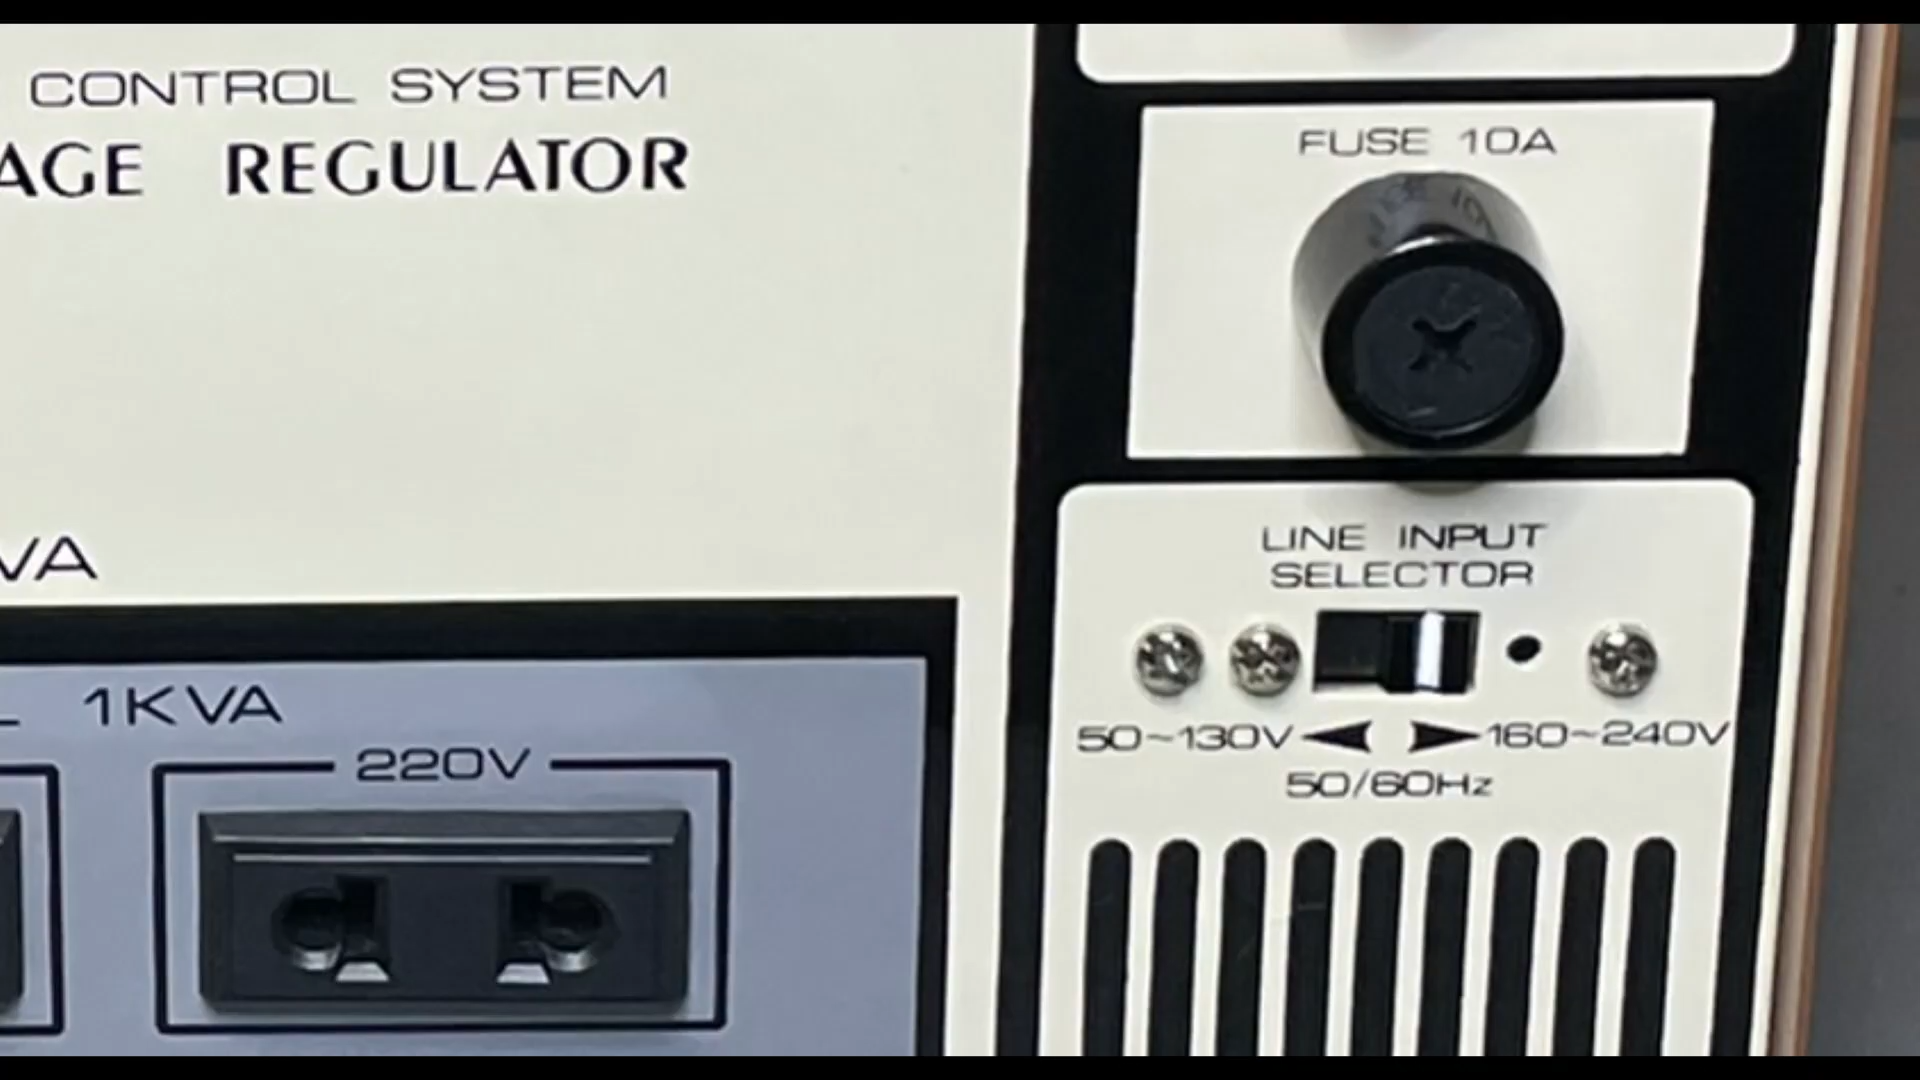 CONTROL SYSTEM
AGE REGULATOR
FUSE 10A
LINE INPUT
SELECTOR
50~130V 160~240V
50/60Hz
VA
1KVA
220V